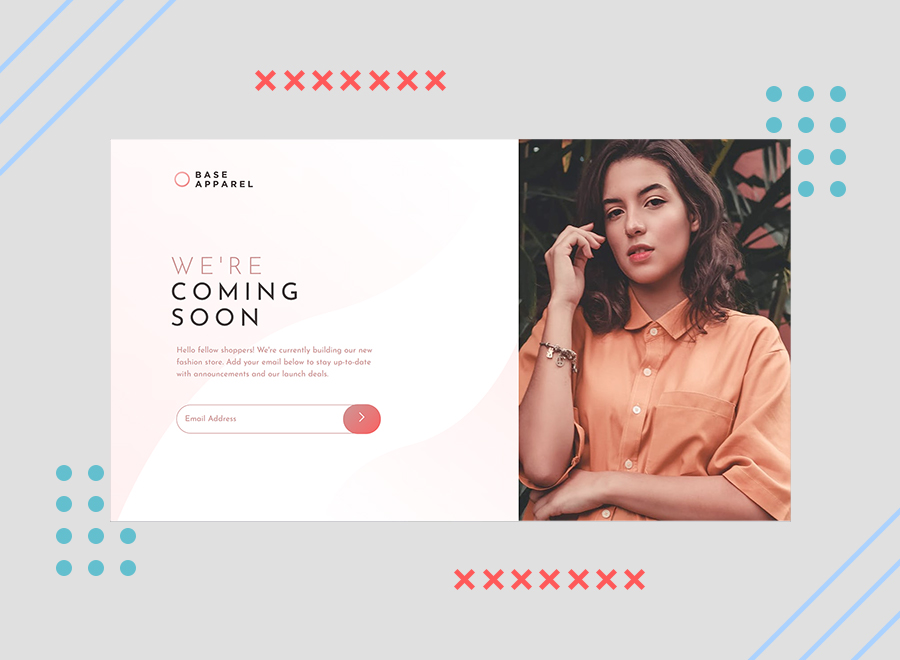 BASE
APPAREL
WE'RE
COMING
SOON
Hello fellow shoppers! We're currently building our new
fashion store. Add your email below to stay up-to-date
with announcements and our launch deals.
Email Address